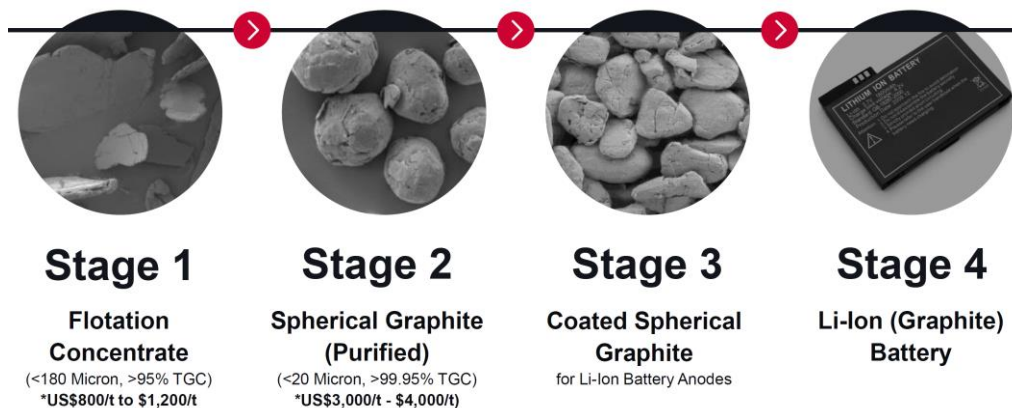 Stage 1
Flotation
Concentrate
(<180 Micron, >95% TGC)
*US$800/t to $1,200/t
Stage 2
Spherical Graphite
(Purified)
(<20 Micron, >99.95% TGC)
*US$3,000/t - $4,000/t)
Stage 3
Coated Spherical
Graphite
for Li-Ion Battery Anodes
LITHIUM ION BATTERY
Stage 4
Li-Ion (Graphite)
Battery